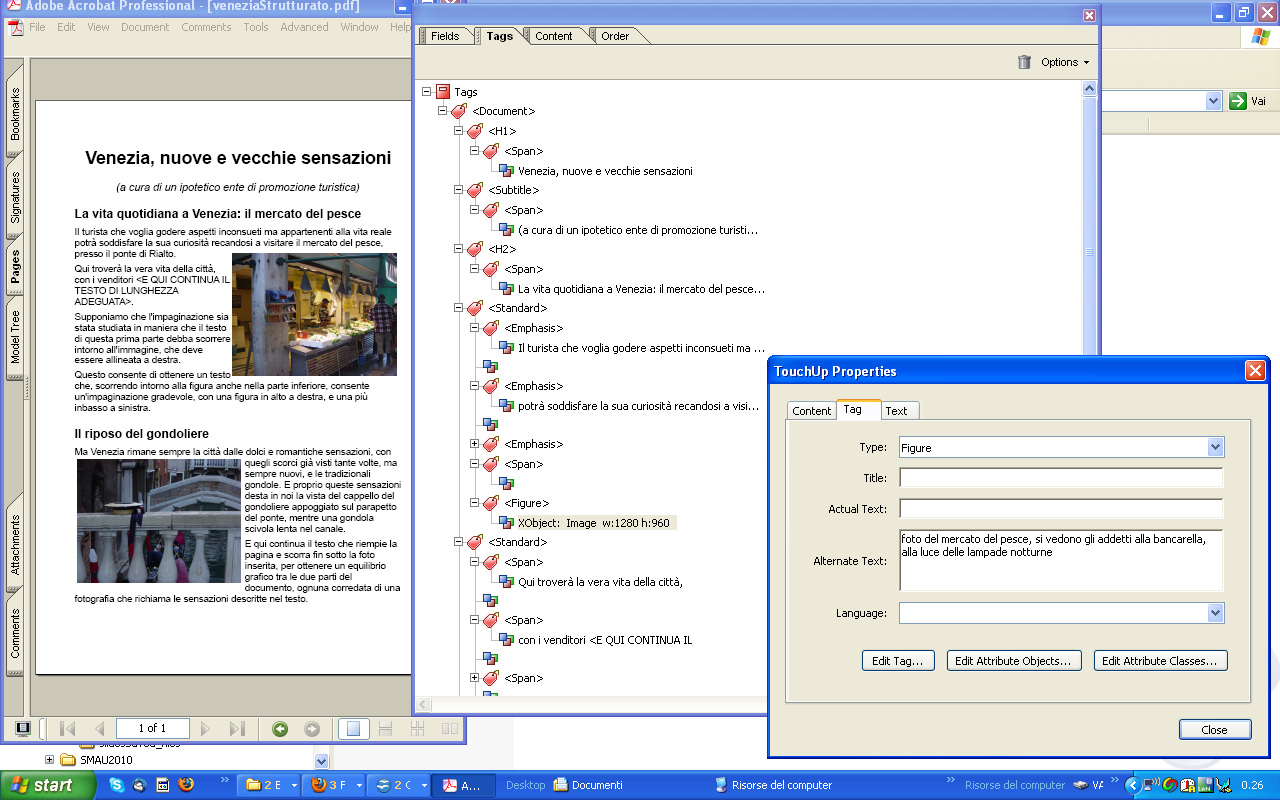 Adobe Acrobat Professional - [veneziaStrutturato.pdf]
File Edit View Document Comments Tools Advanced Window Help
Bookmarks
Signatures
Pages
Model Tree
Attachments
Comments
Venezia, nuove e vecchie sensazioni
(a cura di un ipotetico ente di promozione turistica)
La vita quotidiana a Venezia: il mercato del pesce
Il turista che voglia godere aspetti inconsueti ma appartenenti alla vita reale
potrà soddisfare la sua curiosità recandosi a visitare il mercato del pesce,
presso il ponte di Rialto.
Qui troverà la vera vita della città,
con i venditori <E QUI CONTINUA IL
TESTO DI LUNGHEZZA
ADEGUATA>.
Supponiamo che l'impaginazione sia
stata studiata in maniera che il testo
di questa prima parte debba scorrere
intorno all'immagine, che deve
essere allineata a destra.
Questo consente di ottenere un testo
che, scorrendo intorno alla figura anche nella parte inferiore, consente
un'impaginazione gradevole, con una figura in alto a destra, e una più
inbasso a sinistra.
Il riposo del gondoliere
Ma Venezia rimane sempre la città dalle dolci e romantiche sensazioni, con
quegli scorci già visti tante volte, ma
sempre nuovi, e le tradizionali
gondole. E proprio queste sensazioni
desta in noi la vista del cappello del
gondoliere appoggiato sul parapetto
del ponte, mentre una gondola
scivola lenta nel canale.
E qui continua il testo che riempie la
pagina e scorra fin sotto la foto
inserita, per ottenere un equilibrio
grafico tra le due parti del
documento, ognuna corredata di una
fotografia che richiama le sensazioni descritte nel testo.
1 of 1
SMAU2010
Fields Tags Content Order
Options
Tags
<Document>
<H1>
<Span>
Venezia, nuove e vecchie sensazioni
<Subtitle>
<Span>
(a cura di un ipotetico ente di promozione turisti...
<H2>
<Span>
La vita quotidiana a Venezia: il mercato del pesce...
<Standard>
<Emphasis>
Il turista che voglia godere aspetti inconsueti ma ...
<Emphasis>
potrà soddisfare la sua curiosità recandosi a visi...
<Emphasis>
<Span>
<Figure>
XObject: Image w:1280 h:960
<Standard>
<Span>
Qui troverà la vera vita della città,
<Span>
con i venditori <E QUI CONTINUA IL
<Span>
Vai
TouchUp Properties
Content Tag Text
Type: Figure
Title:
Actual Text:
Alternate Text: foto del mercato del pesce, si vedono gli addetti alla bancarella,
alla luce delle lampade notturne
Language:
Edit Tag... Edit Attribute Objects... Edit Attribute Classes...
Close
start 2 E 3 F 2 C A... Desktop Documenti Risorse del computer Risorse del computer 0.26